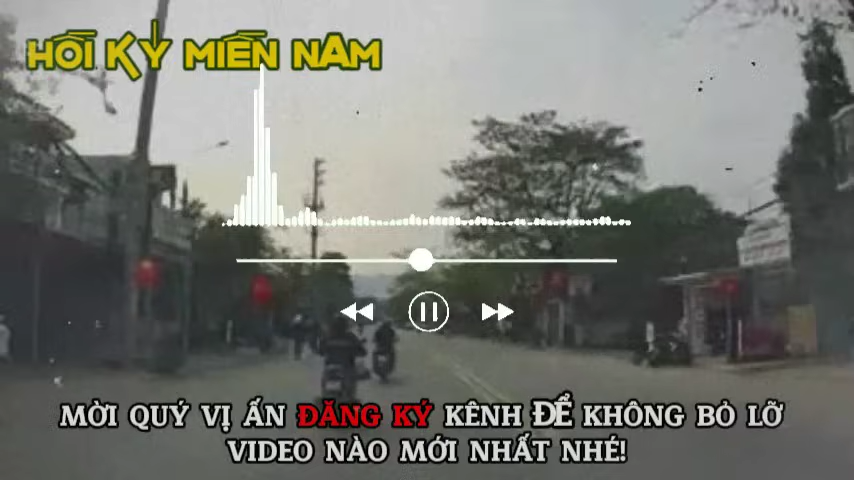 HỒI KÝ MIỀN NAM
MỜI QUÝ VỊ ẤN ĐĂNG KÝ KÊNH ĐỂ KHÔNG BỎ LỠ
VIDEO NÀO MỚI NHẤT NHÉ!